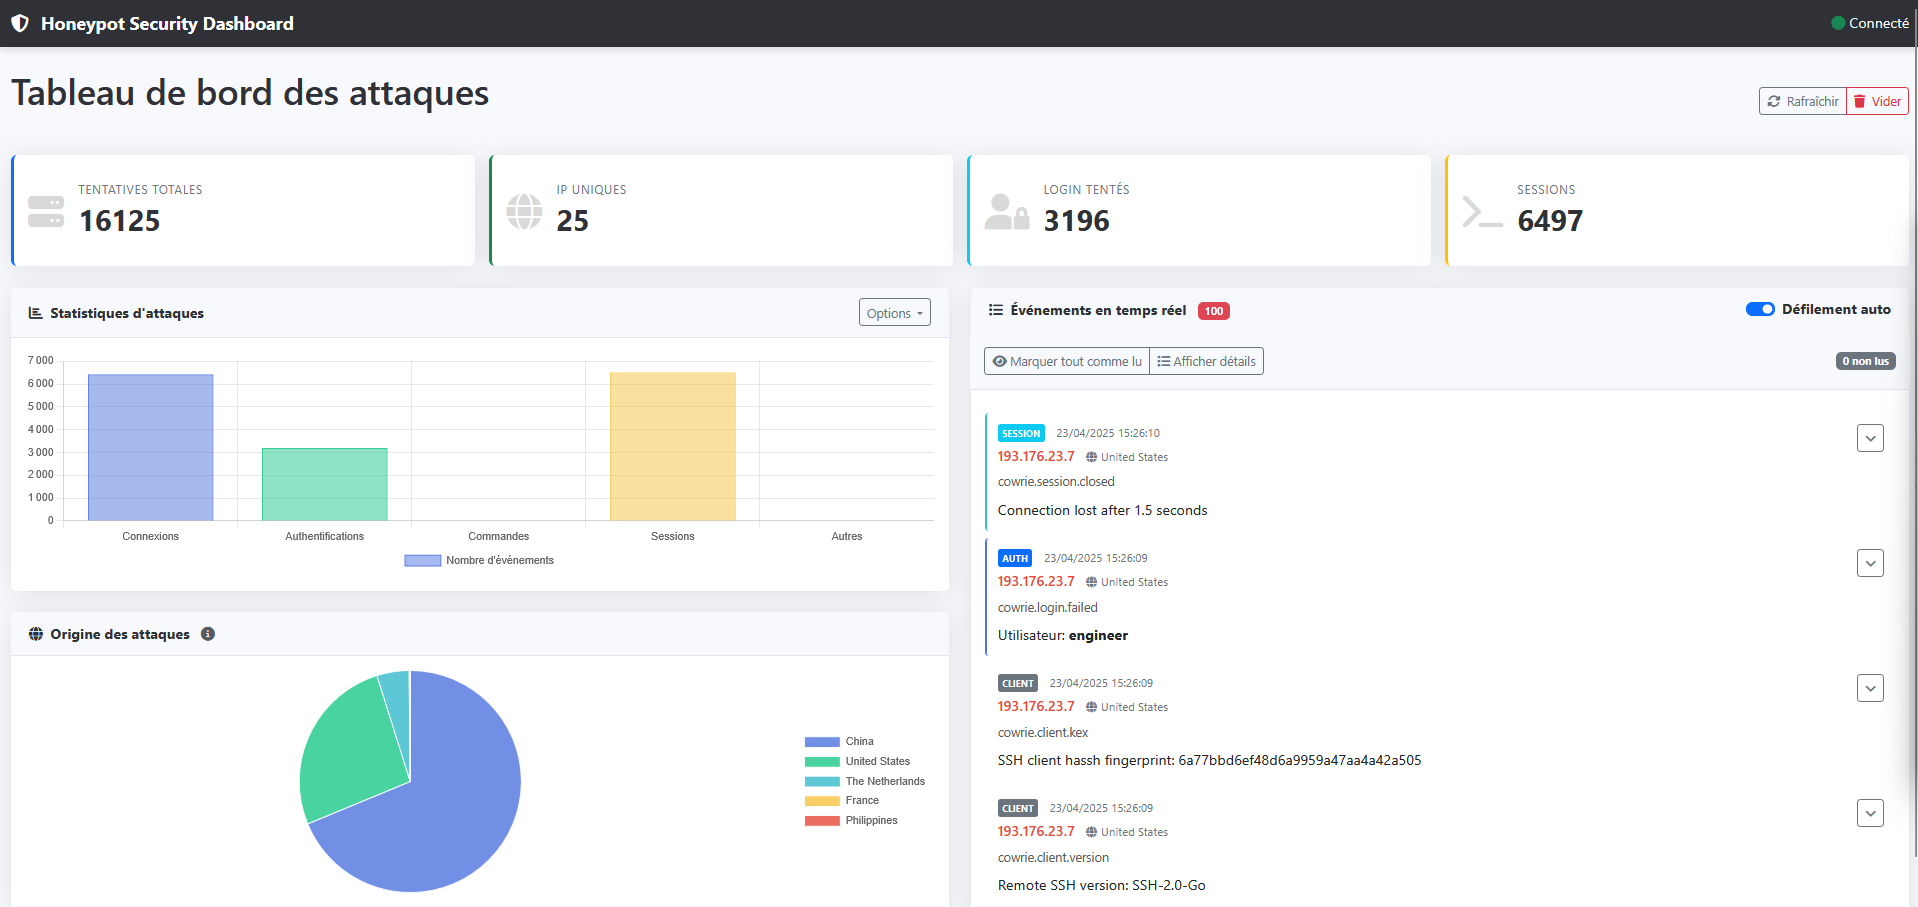 Honeypot Security Dashboard
Connecté
Tableau de bord des attaques
Rafraîchir
Vider
TENTATIVES TOTALES
16125
IP UNIQUES
25
LOGIN TENTÉS
3196
SESSIONS
6497
Statistiques d'attaques
Options
7 000
6 000
5 000
4 000
3 000
2 000
1 000
0
Connexions
Authentifications
Commandes
Sessions
Autres
Nombre d'événements
Origine des attaques
China
United States
The Netherlands
France
Philippines
Événements en temps réel 100
Défilement auto
Marquer tout comme lu
Afficher détails
0 non lus
SESSION 23/04/2025 15:26:10
193.176.23.7 United States
cowrie.session.closed
Connection lost after 1.5 seconds
AUTH 23/04/2025 15:26:09
193.176.23.7 United States
cowrie.login.failed
Utilisateur: engineer
CLIENT 23/04/2025 15:26:09
193.176.23.7 United States
cowrie.client.kex
SSH client hassh fingerprint: 6a77bbd6ef48d6a9959a47aa4a42a505
CLIENT 23/04/2025 15:26:09
193.176.23.7 United States
cowrie.client.version
Remote SSH version: SSH-2.0-Go